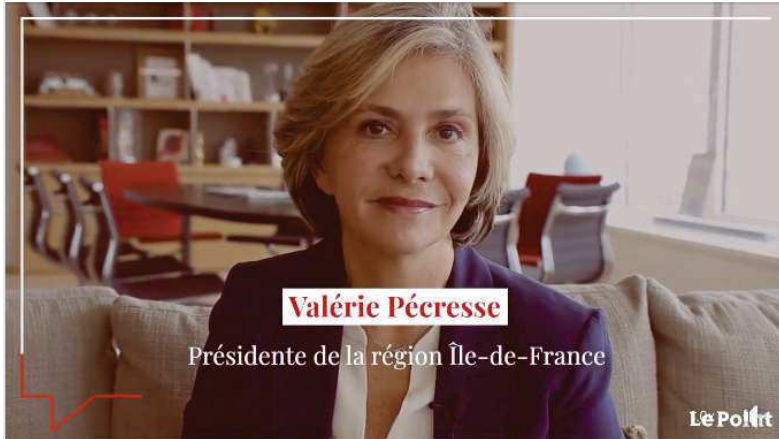 Valérie Pécresse
Présidente de la région Île-de-France
Le Point